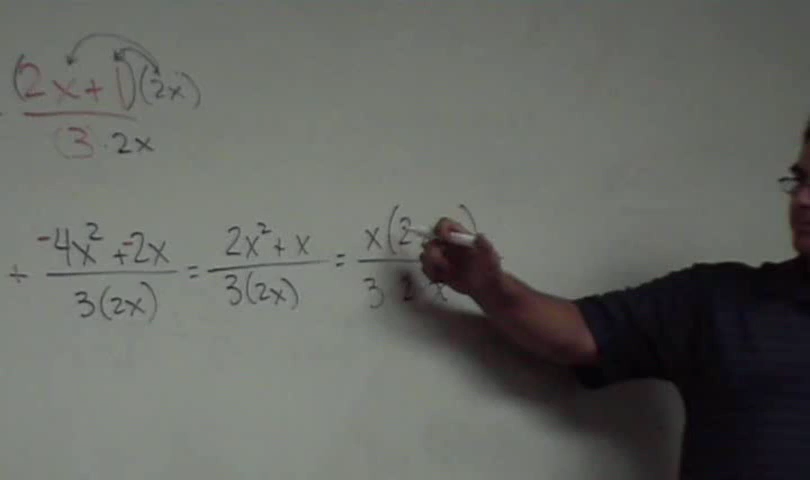 (2x+1)(2x)
(3)·2x
÷ -4x²+-2x = 2x²+x = x(2
3(2x) 3(2x) 3 2 x